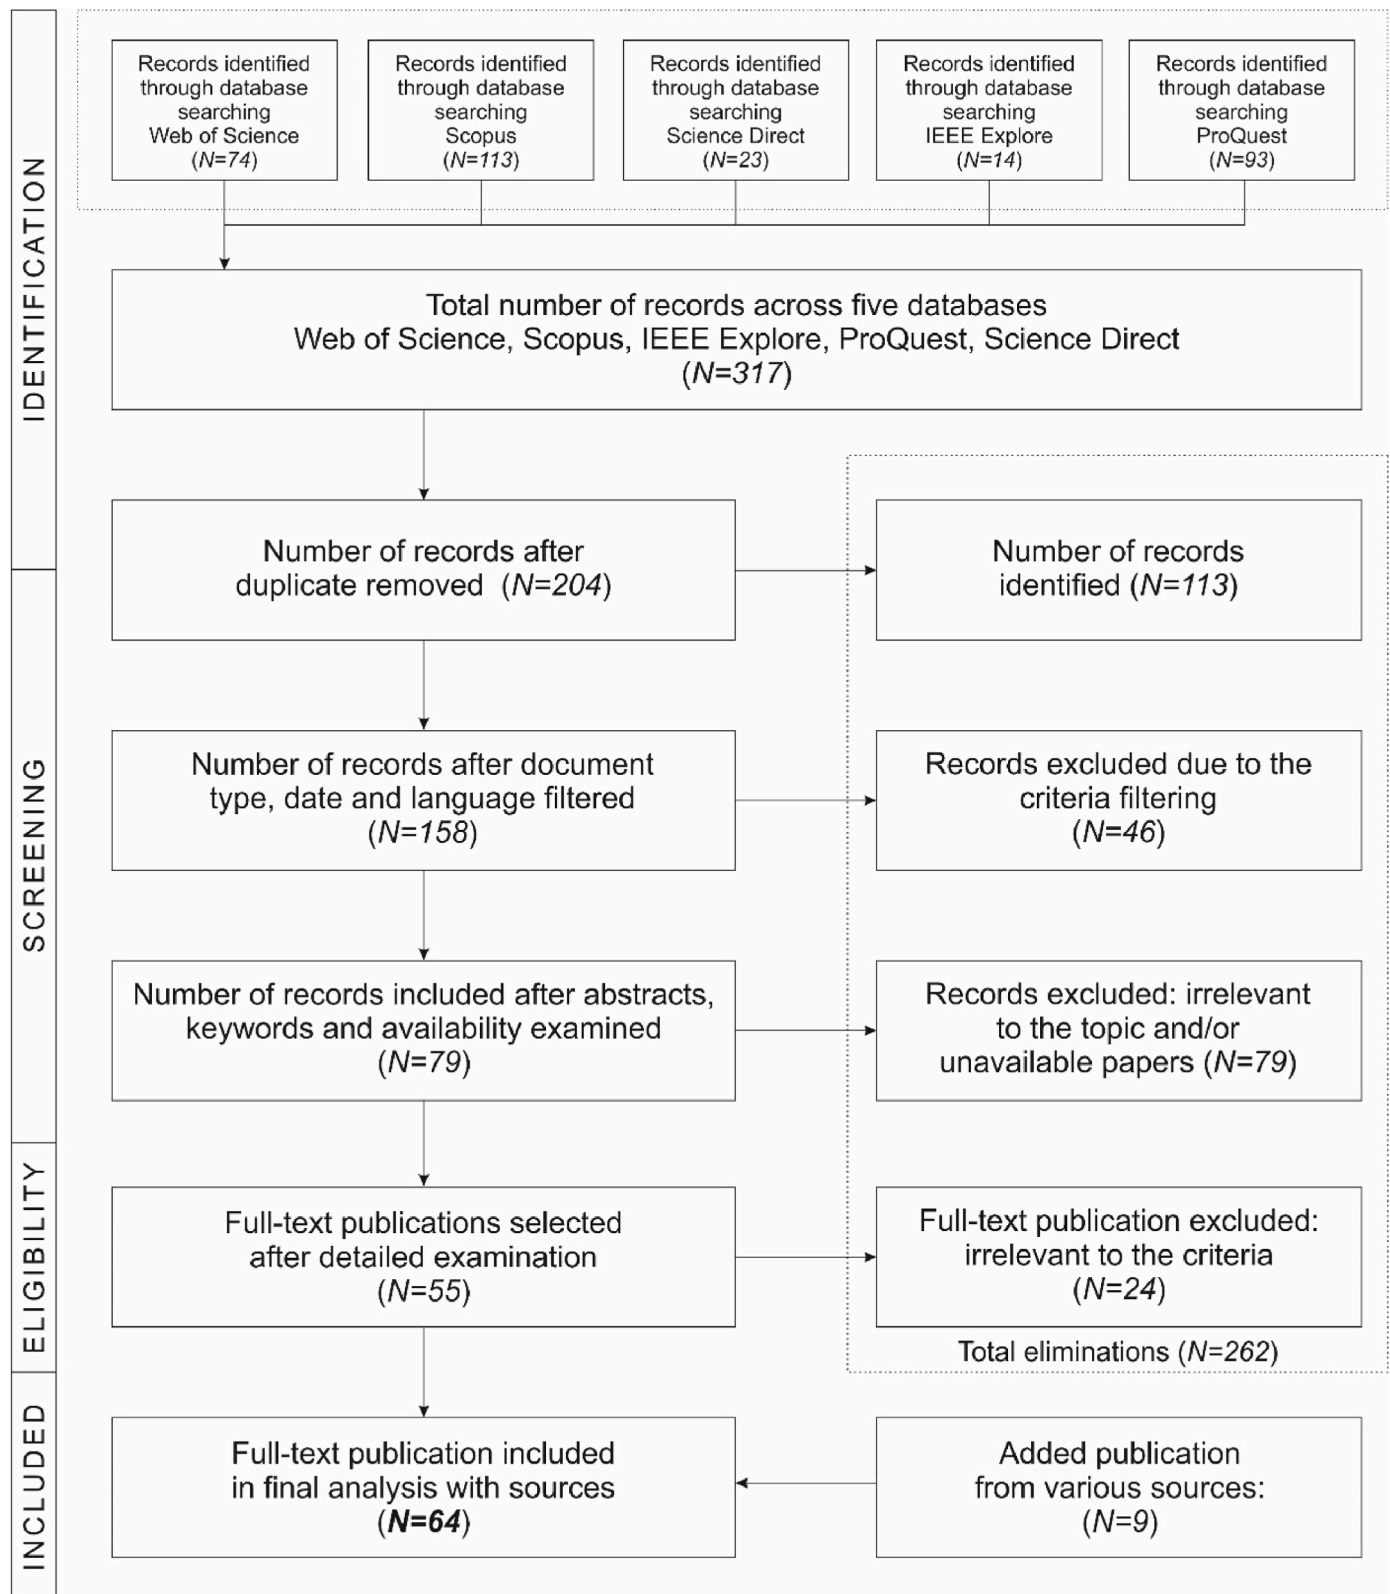 IDENTIFICATION
Records identified
through database
searching
Web of Science
(N=74)
Records identified
through database
searching
Scopus
(N=113)
Records identified
through database
searching
Science Direct
(N=23)
Records identified
through database
searching
IEEE Explore
(N=14)
Records identified
through database
searching
ProQuest
(N=93)
Total number of records across five databases
Web of Science, Scopus, IEEE Explore, ProQuest, Science Direct
(N=317)
Number of records after
duplicate removed (N=204)
Number of records
identified (N=113)
SCREENING
Number of records after document
type, date and language filtered
(N=158)
Records excluded due to the
criteria filtering
(N=46)
Number of records included after abstracts,
keywords and availability examined
(N=79)
Records excluded: irrelevant
to the topic and/or
unavailable papers (N=79)
ELIGIBILITY
Full-text publications selected
after detailed examination
(N=55)
Full-text publication excluded:
irrelevant to the criteria
(N=24)
Total eliminations (N=262)
INCLUDED
Full-text publication included
in final analysis with sources
(N=64)
Added publication
from various sources:
(N=9)